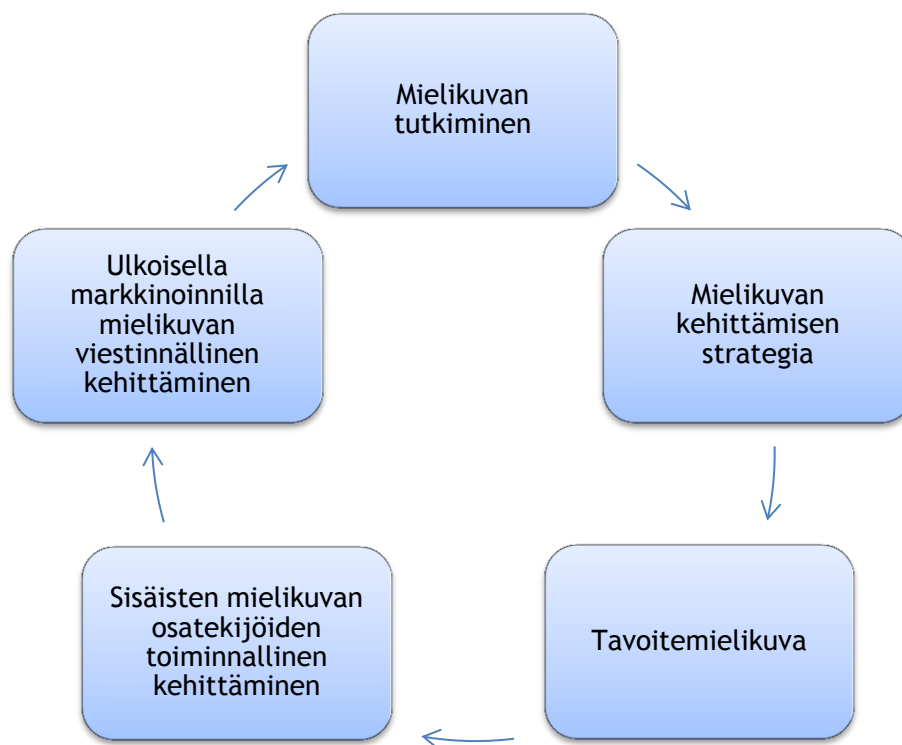 Mielikuvan
tutkiminen
Mielikuvan
kehittämisen
strategia
Tavoitemielikuva
Sisäisten mielikuvan
osatekijöiden
toiminnallinen
kehittäminen
Ulkoisella
markkinoinnilla
mielikuvan
viestinnällinen
kehittäminen